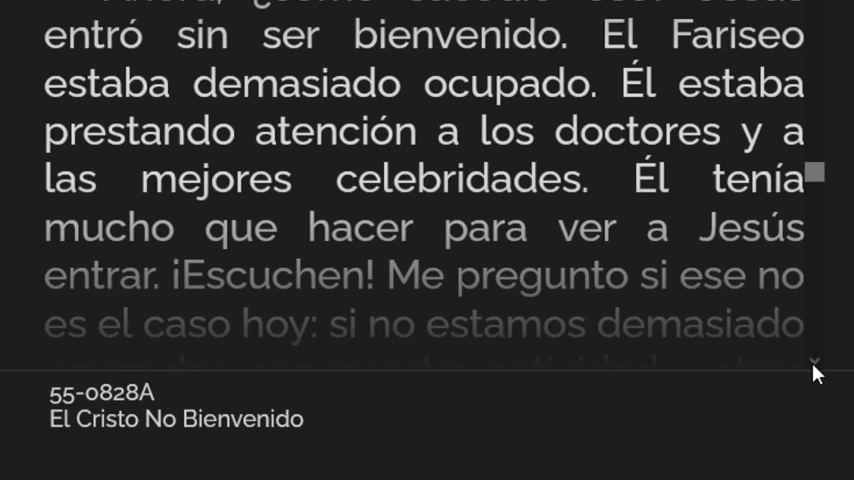 entró sin ser bienvenido. El Fariseo
estaba demasiado ocupado. Él estaba
prestando atención a los doctores y a
las mejores celebridades. Él tenía
mucho que hacer para ver a Jesús
entrar. ¡Escuchen! Me pregunto si ese no
es el caso hoy: si no estamos demasiado
55-0828A
El Cristo No Bienvenido